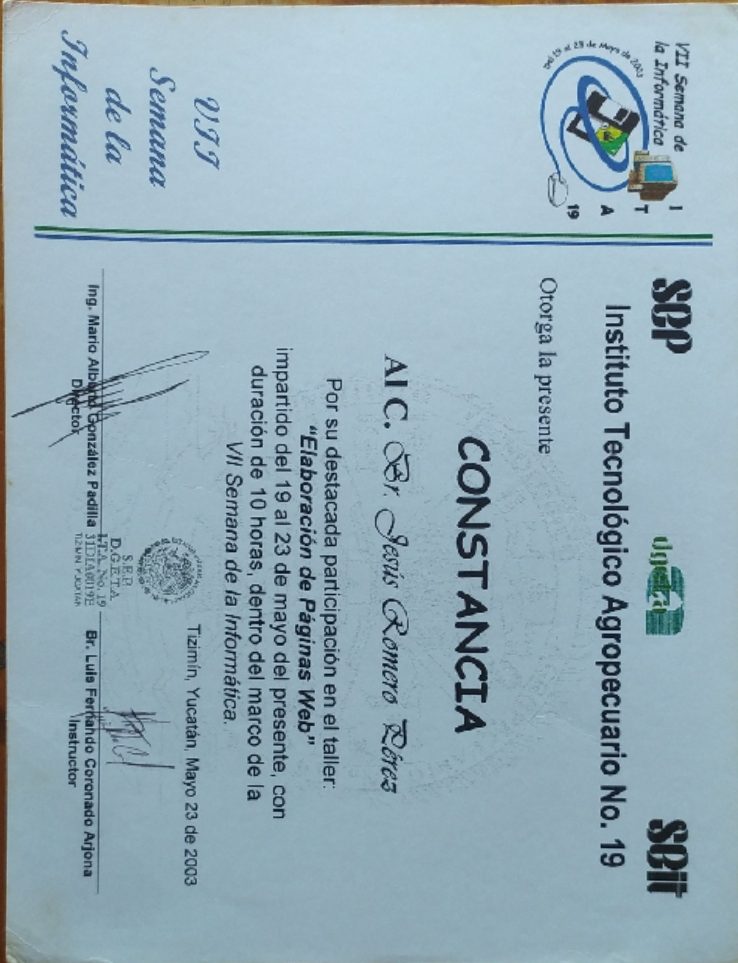 VII Semana de
la Informática
I
T
A
19
del 19 al 23 de Mayo de 2003
SEP
dgeta
SEIT
Instituto Tecnológico Agropecuario No. 19
Otorga la presente
CONSTANCIA
Al C. Br. Jesús Romero Pérez
Por su destacada participación en el taller:
"Elaboración de Páginas Web"
impartido del 19 al 23 de mayo del presente, con
duración de 10 horas, dentro del marco de la
VII Semana de la Informática.
Tizimín, Yucatán, Mayo 23 de 2003
VII
Semana
de la
Informática
S.E.P.
D.G.E.T.A.
I.T.A. No. 19
31DIA0019E
TIZIMIN YUCATAN
Ing. Mario Alberto González Padilla
Director
Br. Luis Fernando Coronado Arjona
Instructor